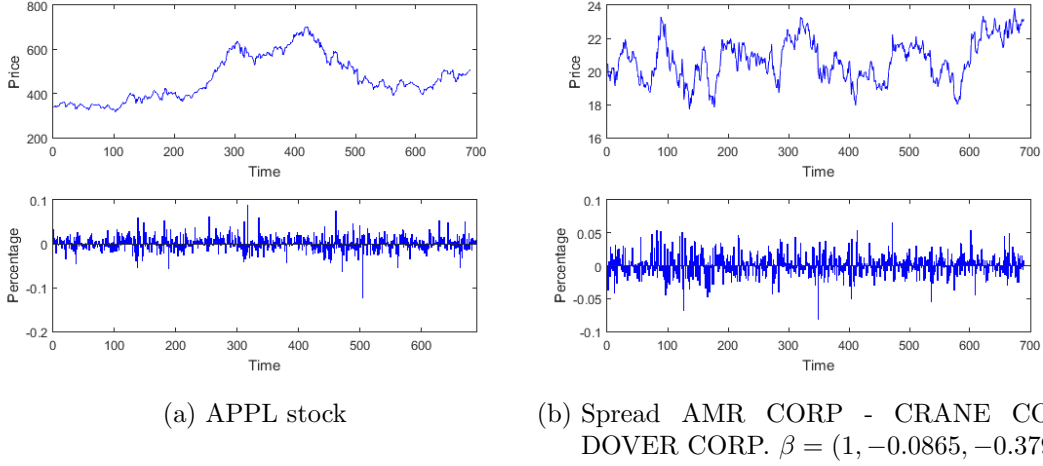 800
600
400
200
Price
0 100 200 300 400 500 600 700
Time
0.1
0
-0.1
-0.2
Percentage
0 100 200 300 400 500 600
Time
(a) APPL stock
24
22
20
18
16
Price
0 100 200 300 400 500 600 700
Time
0.1
0.05
0
-0.05
-0.1
Percentage
0 100 200 300 400 500 600 700
Time
(b) Spread AMR CORP - CRANE CO
DOVER CORP. β = (1, −0.0865, −0.379